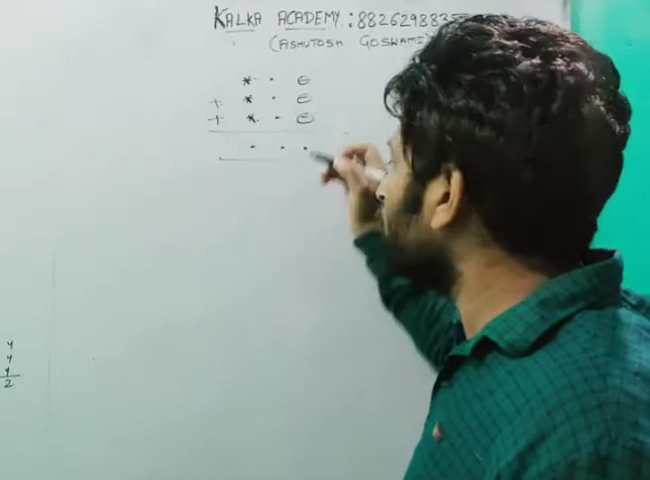 KALKA ACADEMY : 8826298835
(ASHUTOSH GOSWAMI)
* · ⊖
+ * · ⊖
+ * · ⊖
· · ·
4
4
4
2